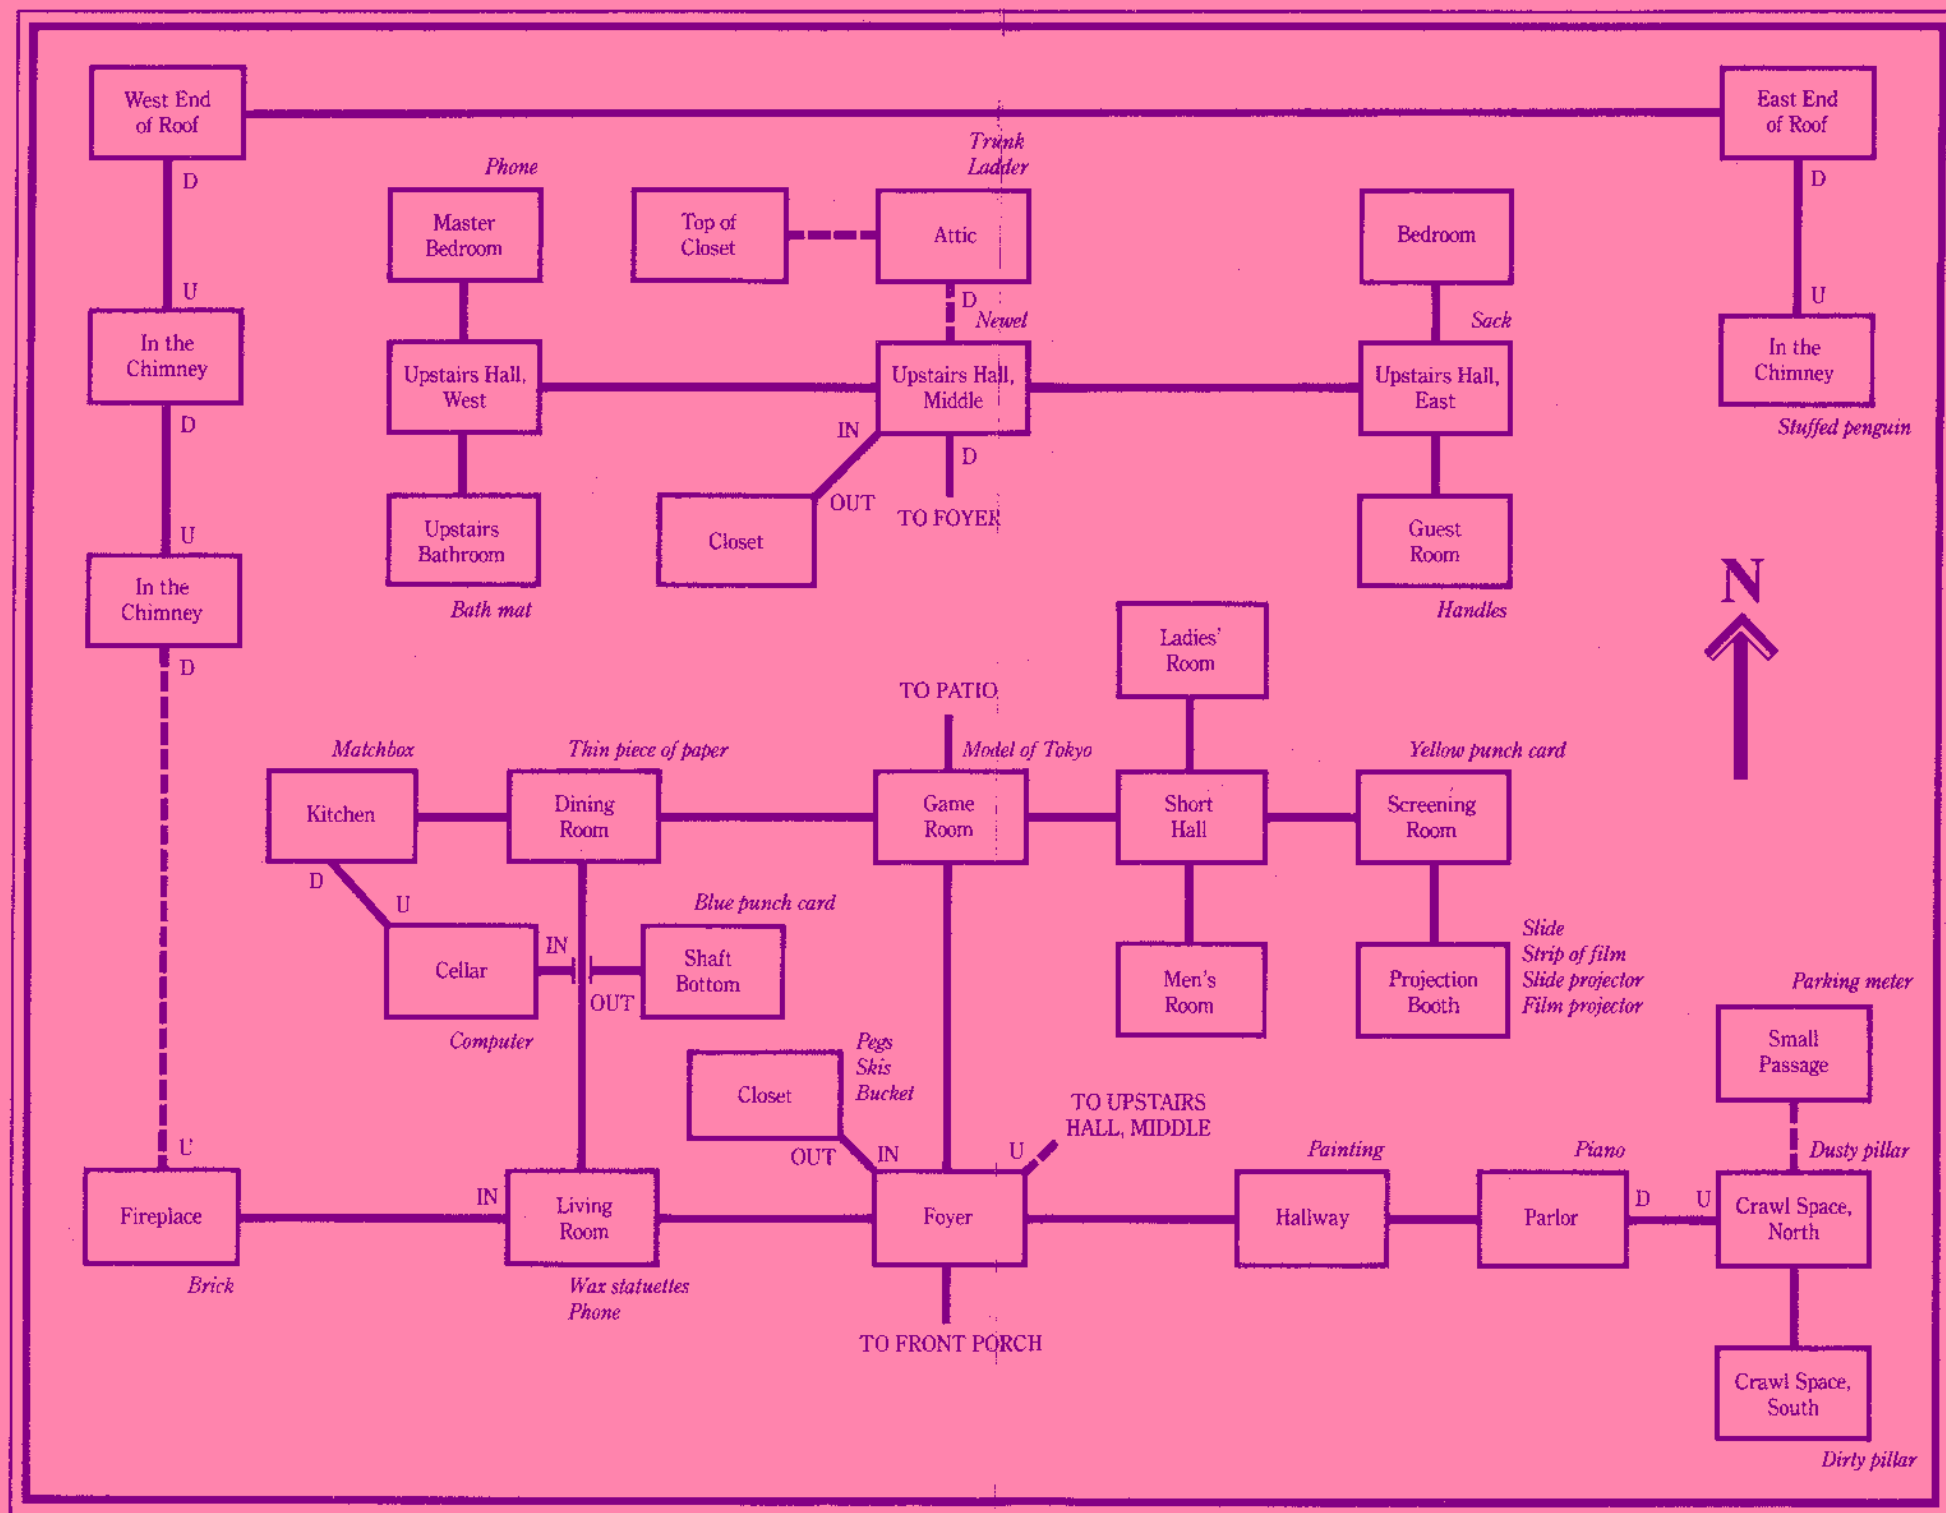 West End
of Roof
East End
of Roof
D
D
Trunk
Ladder
Phone
Master
Bedroom
Top of
Closet
Attic
Bedroom
U
U
D
Newel
Sack
In the
Chimney
Upstairs Hall,
West
Upstairs Hall,
Middle
Upstairs Hall,
East
In the
Chimney
Stuffed penguin
D
IN
D
OUT
TO FOYER
U
Upstairs
Bathroom
Closet
Guest
Room
In the
Chimney
Bath mat
Handles
N
D
Ladies'
Room
TO PATIO
Matchbox
Thin piece of paper
Model of Tokyo
Yellow punch card
Kitchen
Dining
Room
Game
Room
Short
Hall
Screening
Room
D
U
Blue punch card
Cellar
IN
OUT
Shaft
Bottom
Men's
Room
Projection
Booth
Slide
Strip of film
Slide projector
Film projector
Parking meter
Computer
Small
Passage
Closet
Pegs
Skis
Bucket
TO UPSTAIRS
HALL, MIDDLE
OUT
IN
U
U
Painting
Piano
Dusty pillar
Fireplace
IN
Living
Room
Foyer
Hallway
Parlor
D
U
Crawl Space,
North
Brick
Wax statuettes
Phone
TO FRONT PORCH
Crawl Space,
South
Dirty pillar